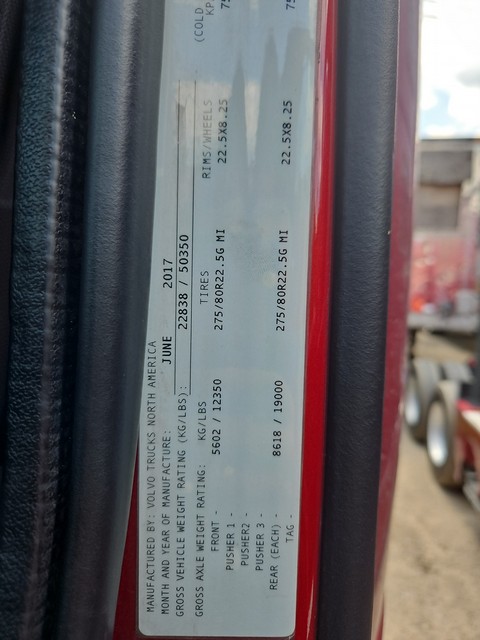 MANUFACTURED BY: VOLVO TRUCKS NORTH AMERICA
MONTH AND YEAR OF MANUFACTURE: JUNE 2017
GROSS VEHICLE WEIGHT RATING (KG/LBS): 22838 / 50350
GROSS AXLE WEIGHT RATING: KG/LBS TIRES RIMS/WHEELS (COLD
KP
FRONT - 5602 / 12350 275/80R22.5G MI 22.5X8.25 75
PUSHER 1 -
PUSHER2 -
PUSHER 3 -
REAR (EACH) - 8618 / 19000 275/80R22.5G MI 22.5X8.25 75
TAG -